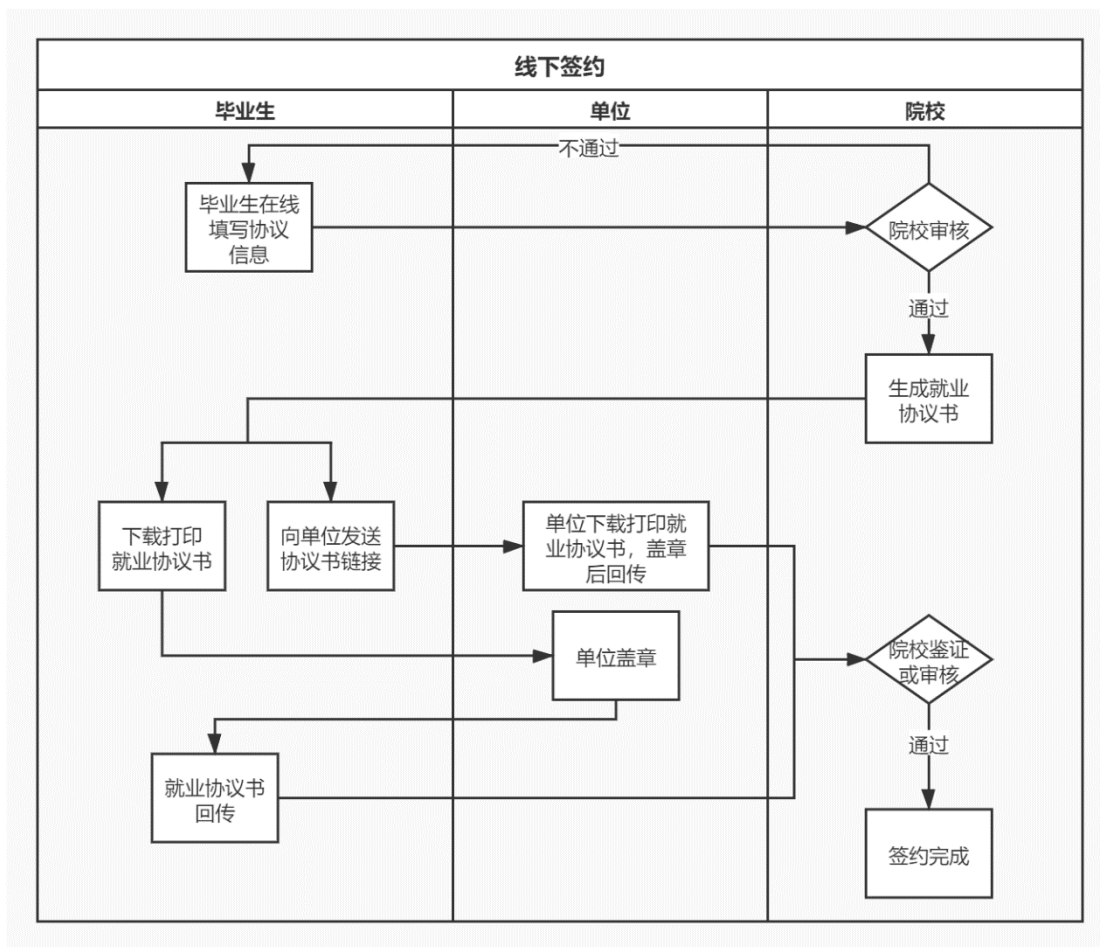 线下签约
毕业生
单位
院校
不通过
毕业生在线
填写协议
信息
院校审核
通过
生成就业
协议书
下载打印
就业协议书
向单位发送
协议书链接
单位下载打印就
业协议书，盖章
后回传
单位盖章
院校鉴证
或审核
通过
就业协议书
回传
签约完成